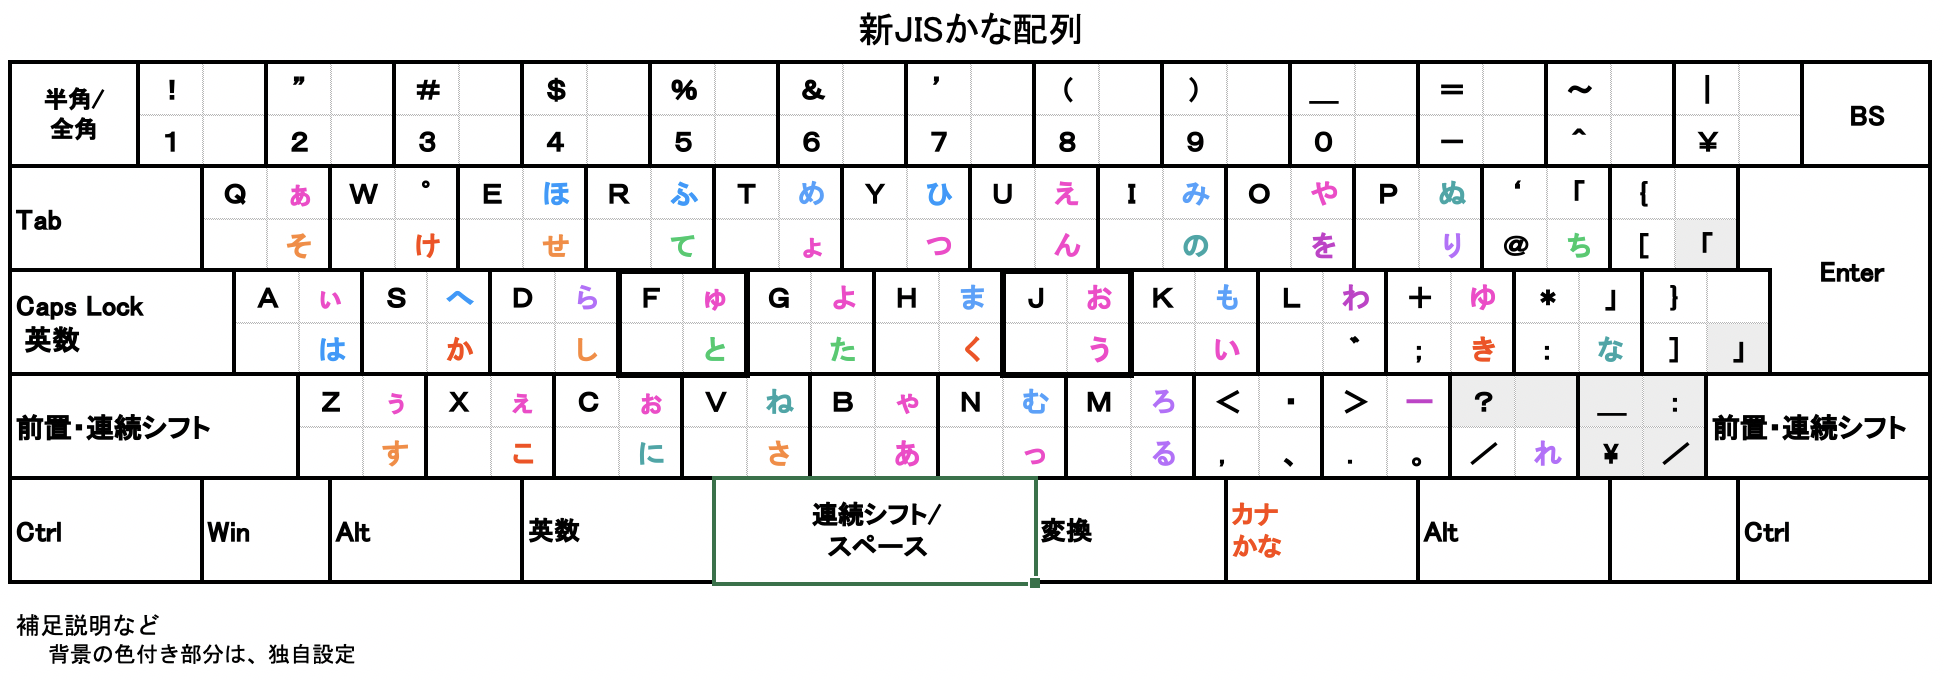 新JISかな配列
半角/ ! ” # $ % & ’ ( ) ＿ = ～ | BS
全角 1 2 3 4 5 6 7 8 9 0 － ＾ ￥
Tab Q ぁ W ゜ E ほ R ふ T め Y ひ U え I み O や P ぬ ‘ 「 {
そ け せ て ょ つ ん の を り @ ち [ 「
Caps Lock A ぃ S へ D ら F ゅ G よ H ま J お K も L わ ＋ ゆ * 」 } Enter
英数 は か し と た く う い ゛ ; き : な ] 」
前置・連続シフト Z ぅ X ぇ C ぉ V ね B ゃ N む M ろ ＜ ・ ＞ ー ? ＿ : 前置・連続シフト
す こ に さ あ っ る , 、 . 。 ／ れ ￥ ／
Ctrl Win Alt 英数 連続シフト/ 変換 カナ Alt Ctrl
スペース かな
補足説明など
背景の色付き部分は、独自設定